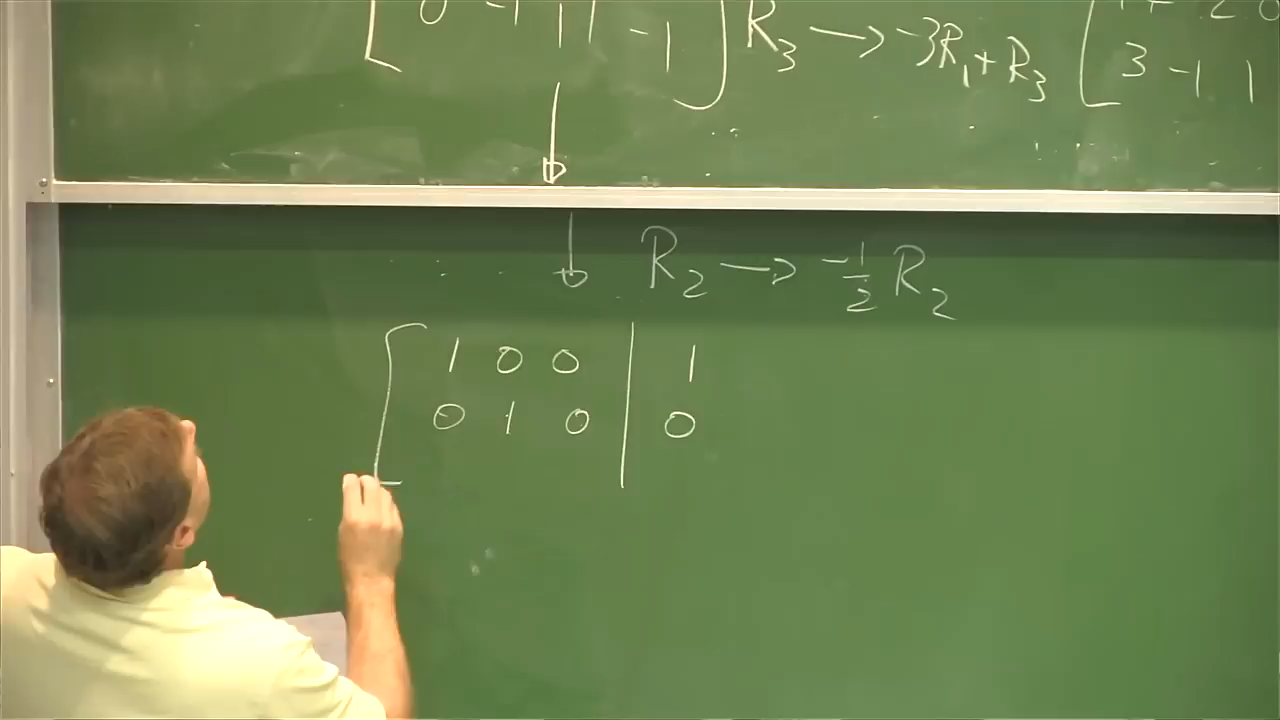 0 -1 1 | -1 ] R₃ → -3R₁ + R₃ [
3 -1 1
↓
↓ R₂ → -1/2 R₂
[ 1 0 0 | 1
0 1 0 | 0